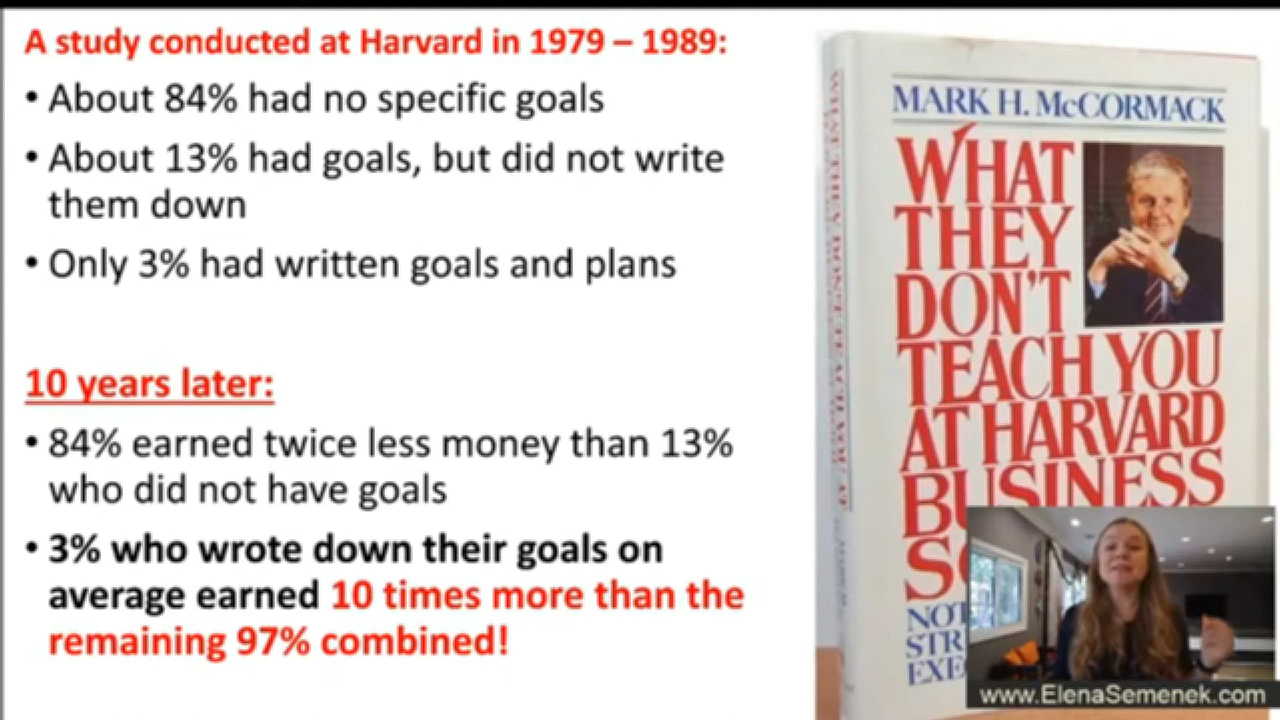 A study conducted at Harvard in 1979 – 1989:
• About 84% had no specific goals
• About 13% had goals, but did not write
them down
• Only 3% had written goals and plans
10 years later:
• 84% earned twice less money than 13%
who did not have goals
• 3% who wrote down their goals on
average earned 10 times more than the
remaining 97% combined!
MARK H. McCORMACK
WHAT
THEY
DON'T
TEACH YOU
AT HARVARD
BUSINESS
www.ElenaSemenek.com